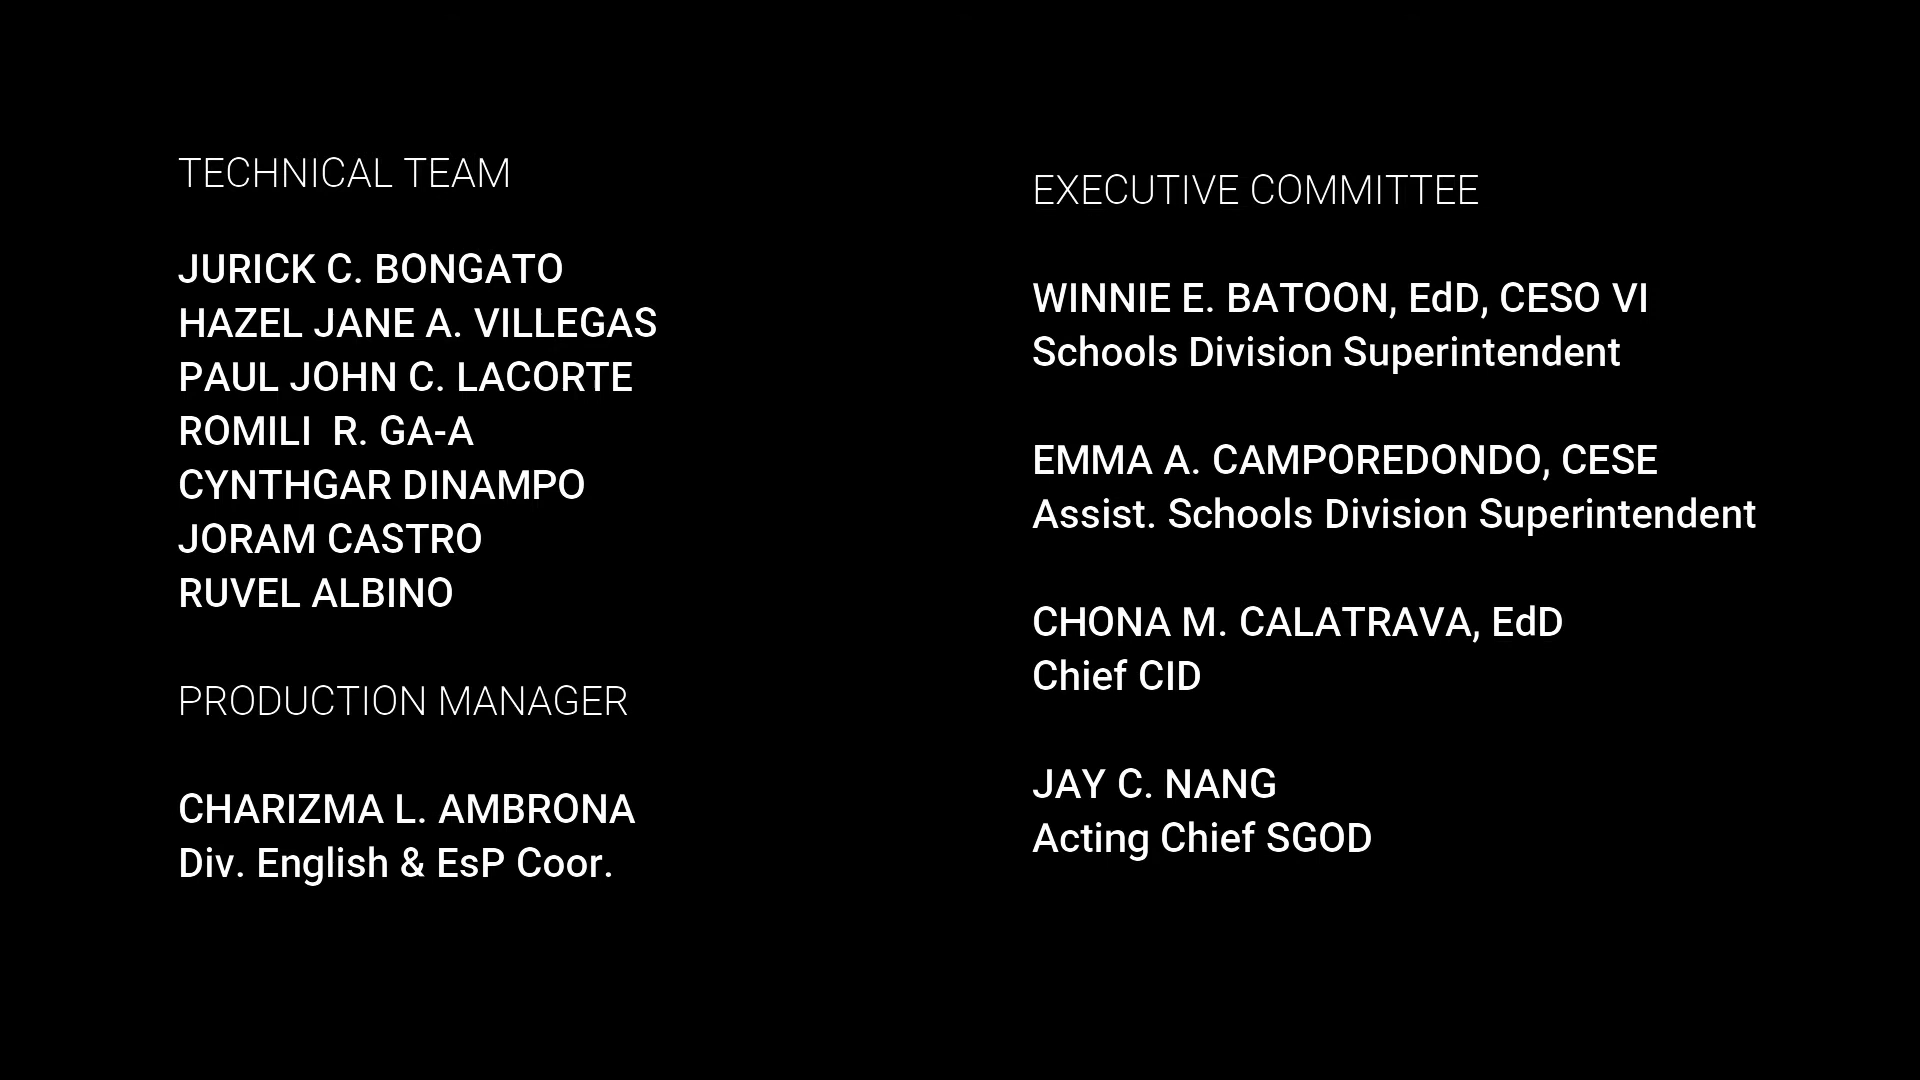 TECHNICAL TEAM
JURICK C. BONGATO
HAZEL JANE A. VILLEGAS
PAUL JOHN C. LACORTE
ROMILI  R. GA-A
CYNTHGAR DINAMPO
JORAM CASTRO
RUVEL ALBINO
PRODUCTION MANAGER
CHARIZMA L. AMBRONA
Div. English & EsP Coor.
EXECUTIVE COMMITTEE
WINNIE E. BATOON, EdD, CESO VI
Schools Division Superintendent
EMMA A. CAMPOREDONDO, CESE
Assist. Schools Division Superintendent
CHONA M. CALATRAVA, EdD
Chief CID
JAY C. NANG
Acting Chief SGOD